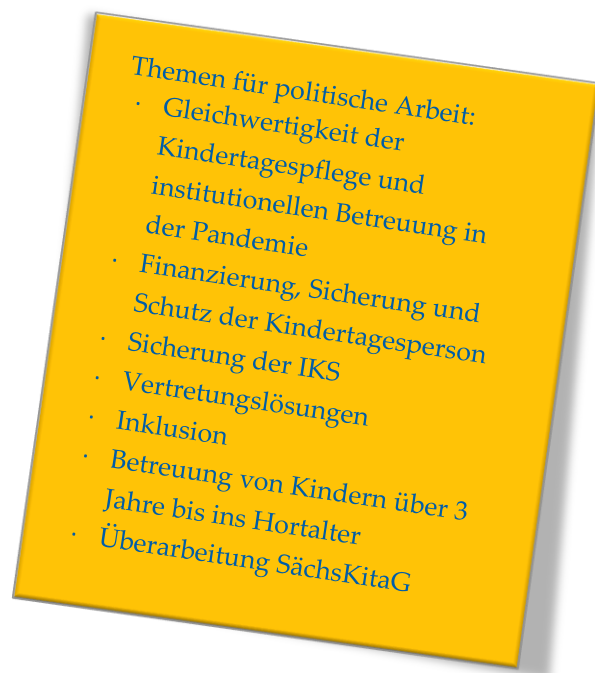 Themen für politische Arbeit:
· Gleichwertigkeit der
Kindertagespflege und
institutionellen Betreuung in
der Pandemie
· Finanzierung, Sicherung und
Schutz der Kindertagesperson
· Sicherung der IKS
· Vertretungslösungen
· Inklusion
· Betreuung von Kindern über 3
Jahre bis ins Hortalter
· Überarbeitung SächsKitaG